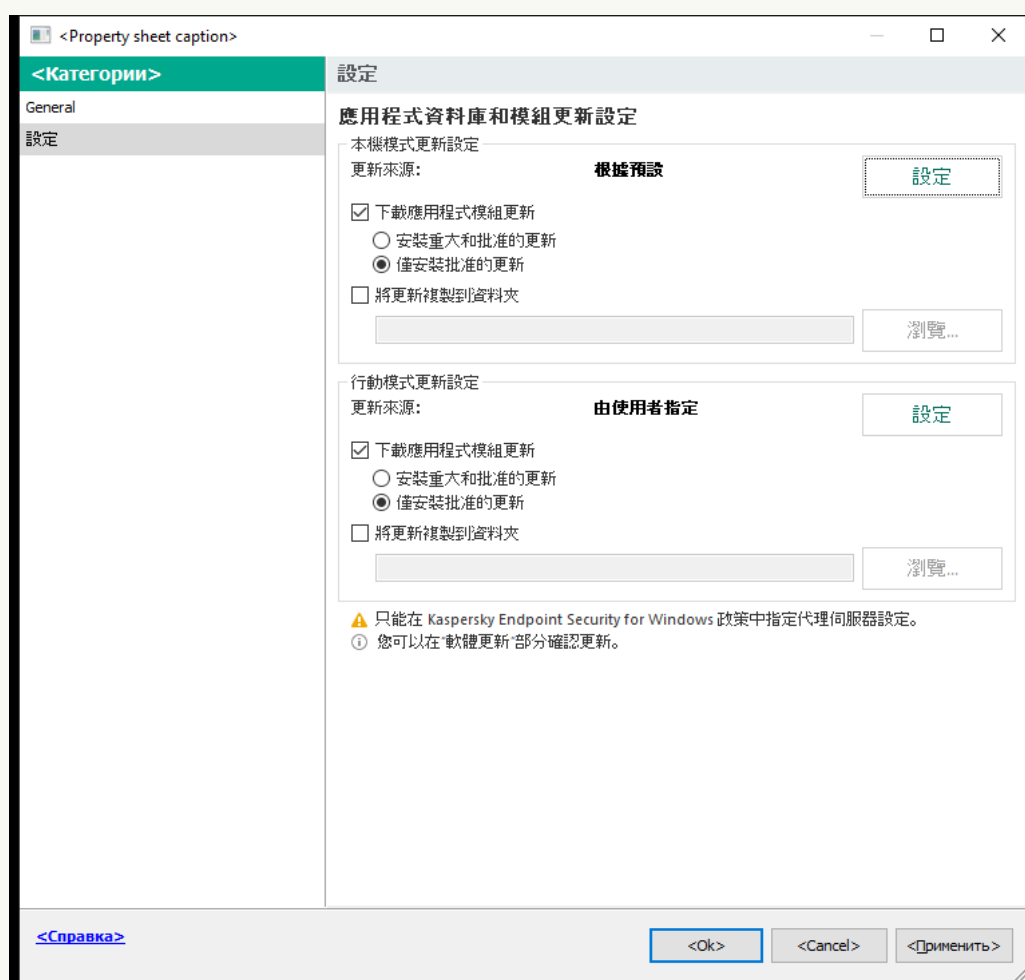 <Property sheet caption>
<Категории>
General
設定
設定
應用程式資料庫和模組更新設定
本機模式更新設定
更新來源: 根據預設 設定
下載應用程式模組更新
安裝重大和批准的更新
僅安裝批准的更新
將更新複製到資料夾
瀏覽...
行動模式更新設定
更新來源: 由使用者指定 設定
下載應用程式模組更新
安裝重大和批准的更新
僅安裝批准的更新
將更新複製到資料夾
瀏覽...
只能在 Kaspersky Endpoint Security for Windows 政策中指定代理伺服器設定。
您可以在"軟體更新"部分確認更新。
<Справка>
<Ok> <Cancel> <Применить>